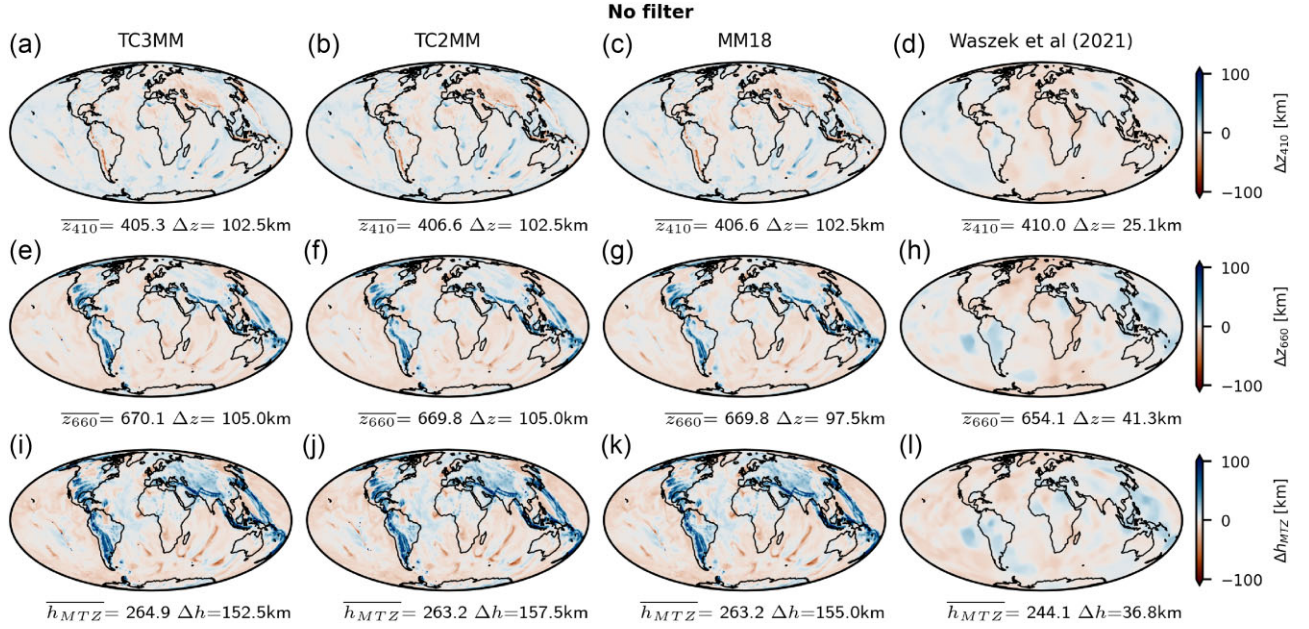 No filter
(a) TC3MM (b) TC2MM (c) MM18 (d) Waszek et al (2021)
100
0
−100
Δz410 [km]
z410= 405.3 Δz= 102.5km z410= 406.6 Δz= 102.5km z410= 406.6 Δz= 102.5km z410= 410.0 Δz= 25.1km
(e) (f) (g) (h)
100
0
−100
Δz660 [km]
z660= 670.1 Δz= 105.0km z660= 669.8 Δz= 105.0km z660= 669.8 Δz= 97.5km z660= 654.1 Δz= 41.3km
(i) (j) (k) (l)
100
0
−100
ΔhMTZ [km]
hMTZ= 264.9 Δh=152.5km hMTZ= 263.2 Δh=157.5km hMTZ= 263.2 Δh=155.0km hMTZ= 244.1 Δh=36.8km